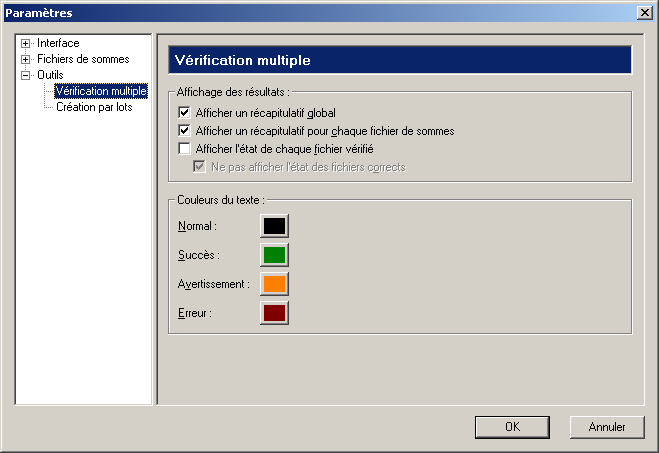 Paramètres
Interface
Fichiers de sommes
Outils
Vérification multiple
Création par lots
Vérification multiple
Affichage des résultats :
Afficher un récapitulatif global
Afficher un récapitulatif pour chaque fichier de sommes
Afficher l'état de chaque fichier vérifié
Ne pas afficher l'état des fichiers corrects
Couleurs du texte :
Normal :
Succès :
Avertissement :
Erreur :
OK
Annuler